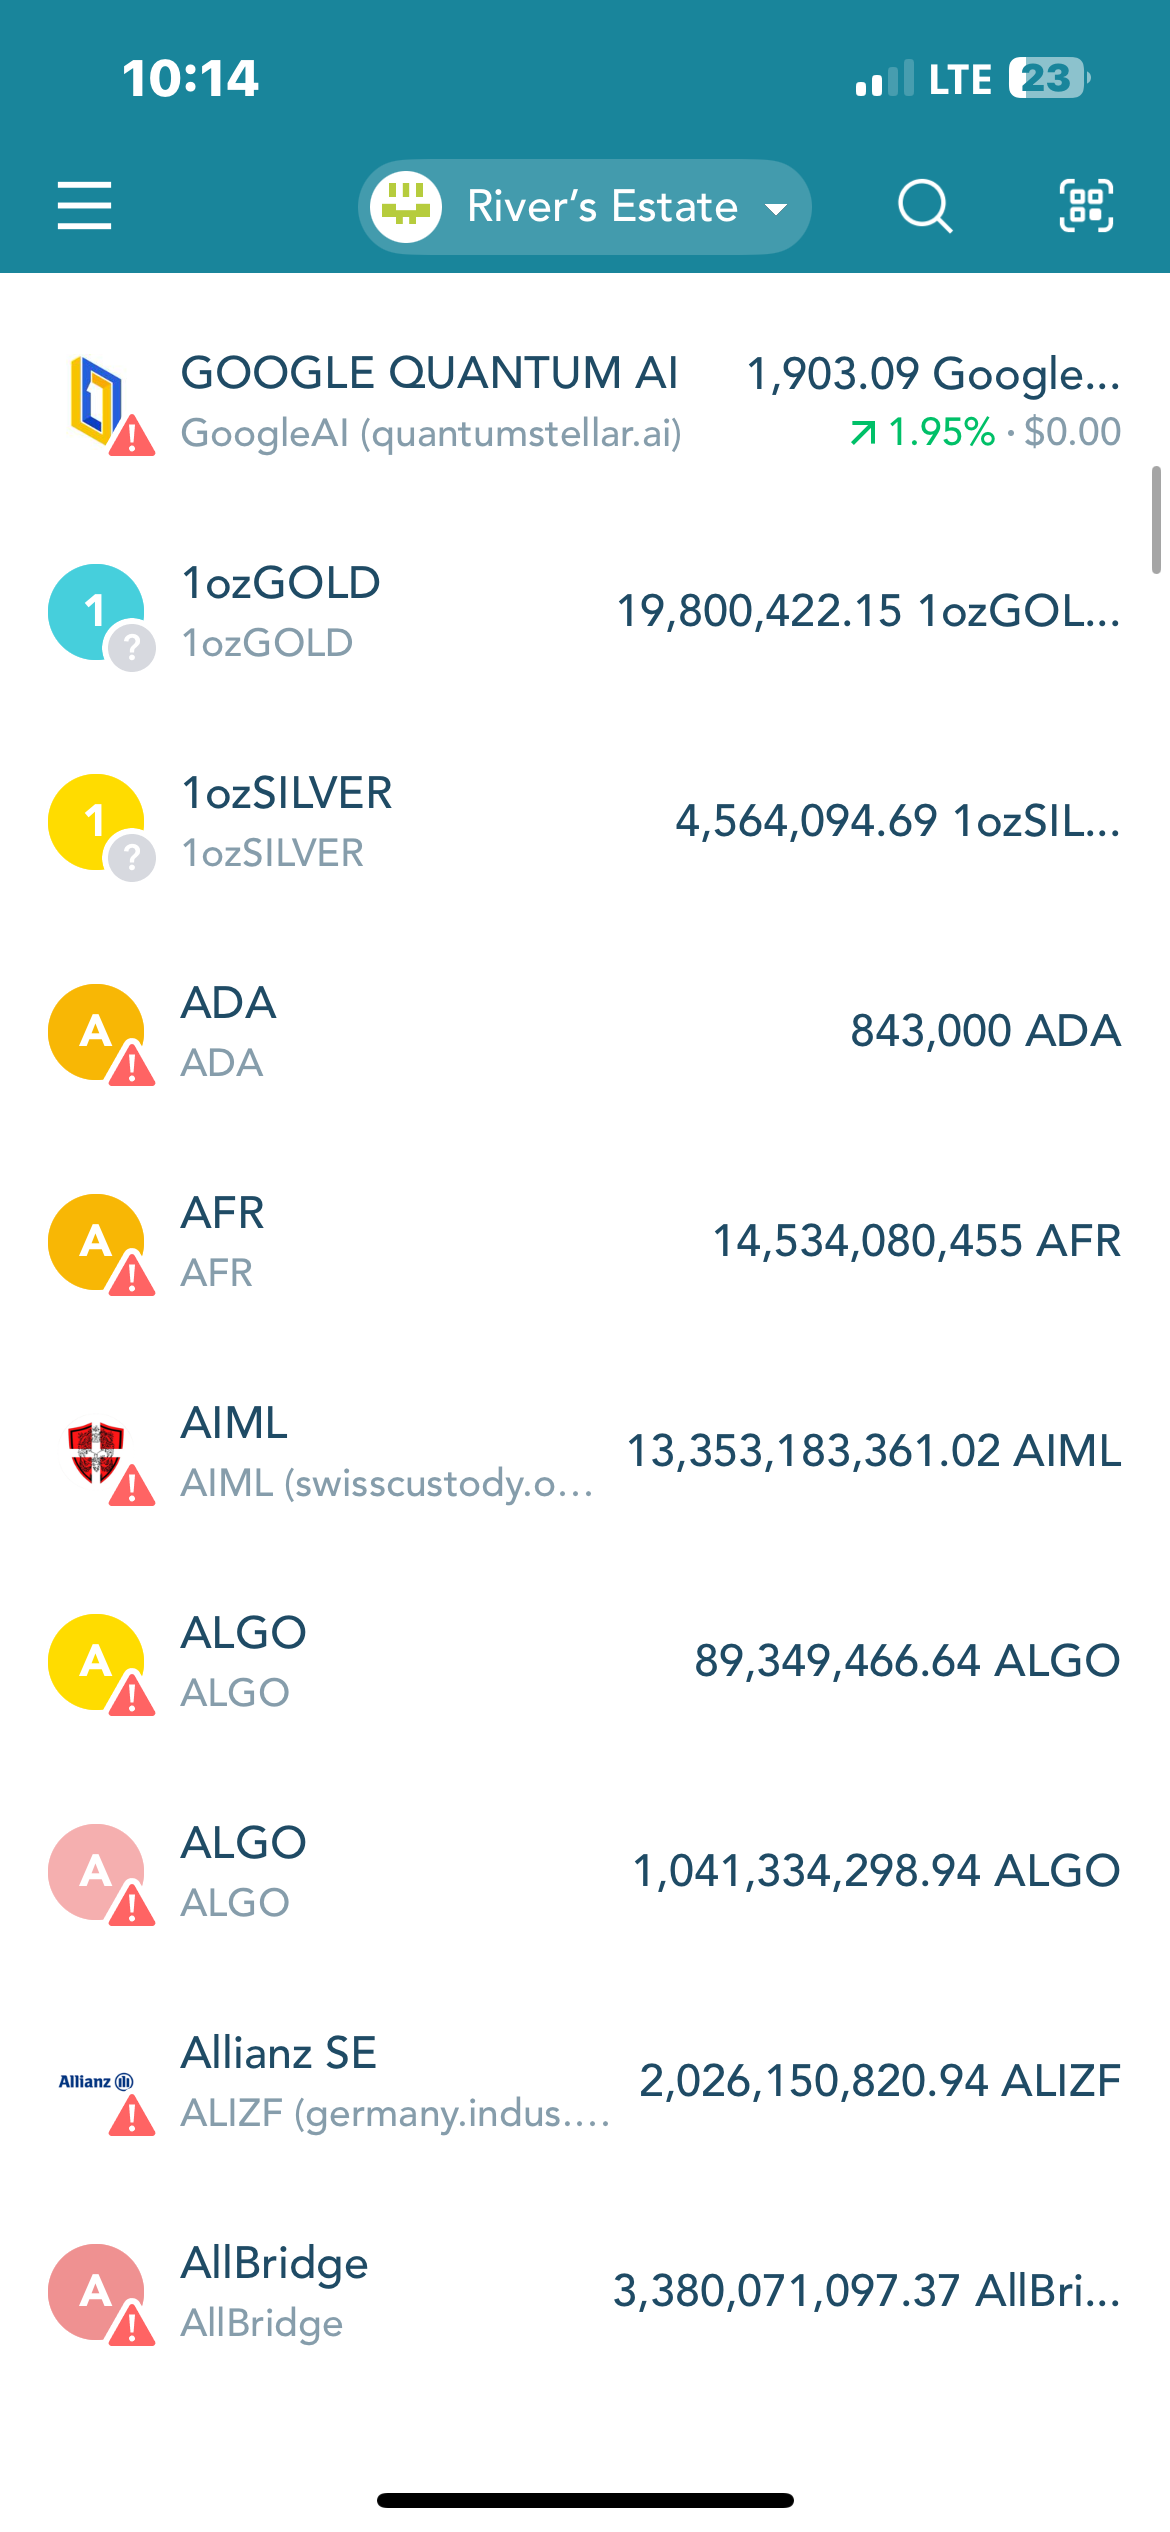 10:14
LTE 23
River’s Estate
GOOGLE QUANTUM AI
1,903.09 Google...
GoogleAI (quantumstellar.ai)
1.95% · $0.00
1
?
1ozGOLD
1ozGOLD
19,800,422.15 1ozGOL...
1
?
1ozSILVER
1ozSILVER
4,564,094.69 1ozSIL...
A
!
ADA
ADA
843,000 ADA
A
!
AFR
AFR
14,534,080,455 AFR
!
AIML
AIML (swisscustody.o...
13,353,183,361.02 AIML
A
!
ALGO
ALGO
89,349,466.64 ALGO
A
!
ALGO
ALGO
1,041,334,298.94 ALGO
Allianz
!
Allianz SE
ALIZF (germany.indus....
2,026,150,820.94 ALIZF
A
!
AllBridge
AllBridge
3,380,071,097.37 AllBri...